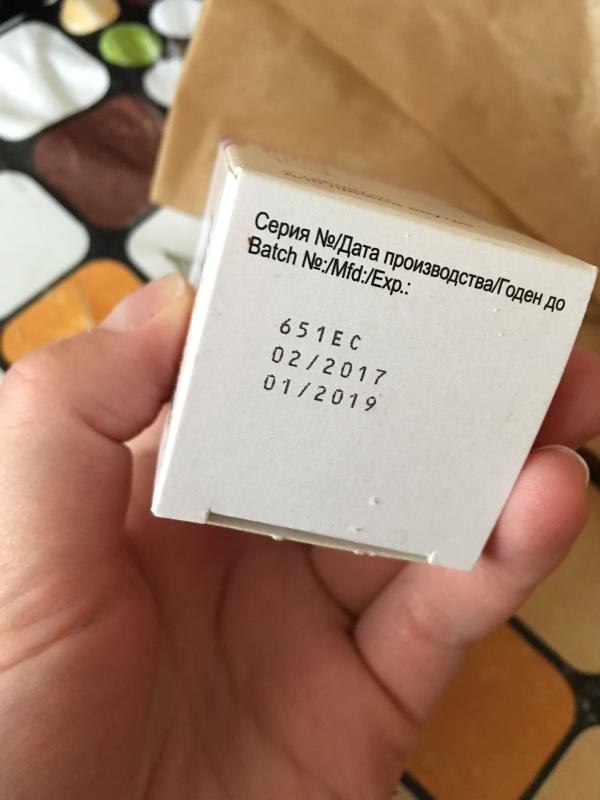 Серия №/Дата производства/Годен до
Batch №:/Mfd:/Exp.:
651EC
02/2017
01/2019